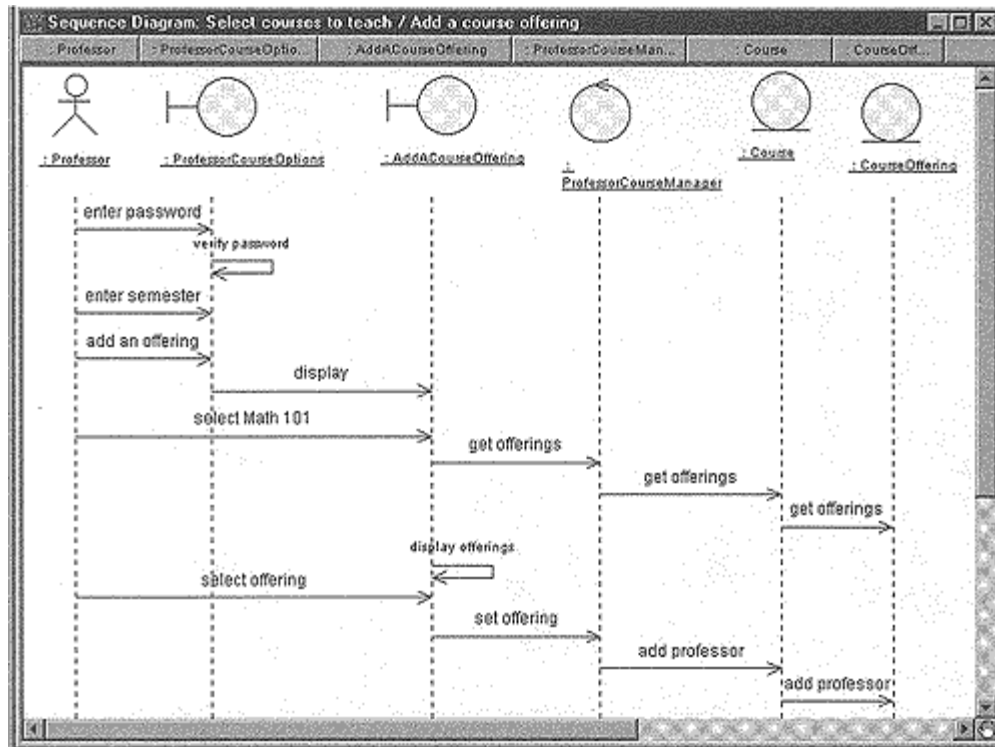 Sequence Diagram: Select courses to teach / Add a course offering
: Professor
: ProfessorCourseOptio...
: AddACourseOffering
: ProfessorCourseMan...
: Course
: CourseOff...
: Professor
: ProfessorCourseOptions
: AddACourseOffering
:
ProfessorCourseManager
: Course
: CourseOffering
enter password
verify password
enter semester
add an offering
display
select Math 101
get offerings
get offerings
get offerings
display offerings
select offering
set offering
add professor
add professor